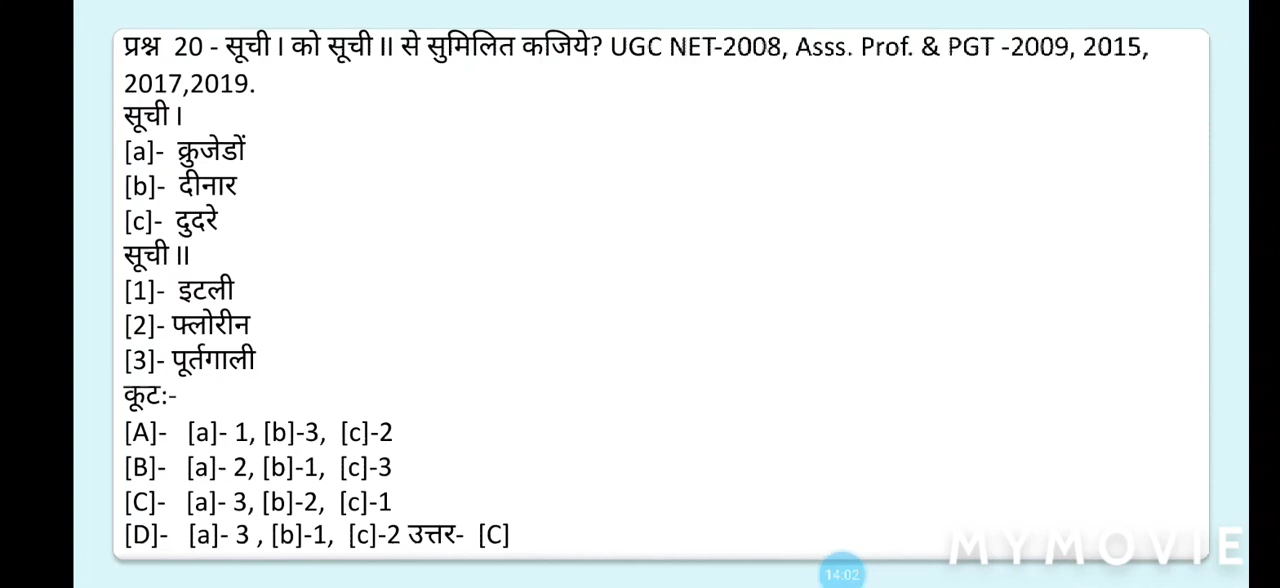 प्रश्न 20 - सूची I को सूची II से सुमिलित कजिये? UGC NET-2008, Asss. Prof. & PGT -2009, 2015,
2017,2019.
सूची I
[a]- क्रुजेडों
[b]- दीनार
[c]- दुदरे
सूची II
[1]- इटली
[2]- फ्लोरीन
[3]- पूर्तगाली
कूटः-
[A]- [a]- 1, [b]-3, [c]-2
[B]- [a]- 2, [b]-1, [c]-3
[C]- [a]- 3, [b]-2, [c]-1
[D]- [a]- 3 , [b]-1, [c]-2 उत्तर- [C]
MYMOVIE
14:02